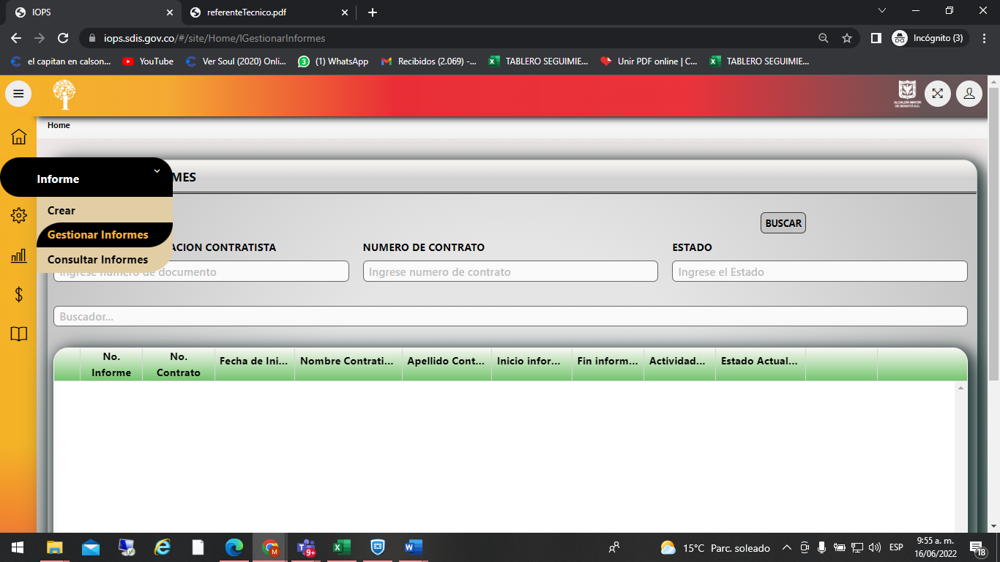 IOPS
referenteTecnico.pdf
iops.sdis.gov.co/#/site/Home/IGestionarInformes
Incógnito (3)
el capitan en calson...
YouTube
Ver Soul (2020) Onli...
(1) WhatsApp
Recibidos (2.069) -...
TABLERO SEGUIMIE...
Unir PDF online | C...
TABLERO SEGUIMIE...
ALCALDÍA MAYOR
DE BOGOTÁ D.C.
Home
Informe
MES
Crear
BUSCAR
Gestionar Informes
ACION CONTRATISTA
NUMERO DE CONTRATO
ESTADO
Consultar Informes
Ingrese numero de documento
Ingrese numero de contrato
Ingrese el Estado
Buscador...
No. Informe
No. Contrato
Fecha de Ini...
Nombre Contrati...
Apellido Cont...
Inicio infor...
Fin inform...
Actividad...
Estado Actual...
15°C Parc. soleado
ESP
9:55 a. m.
16/06/2022
18